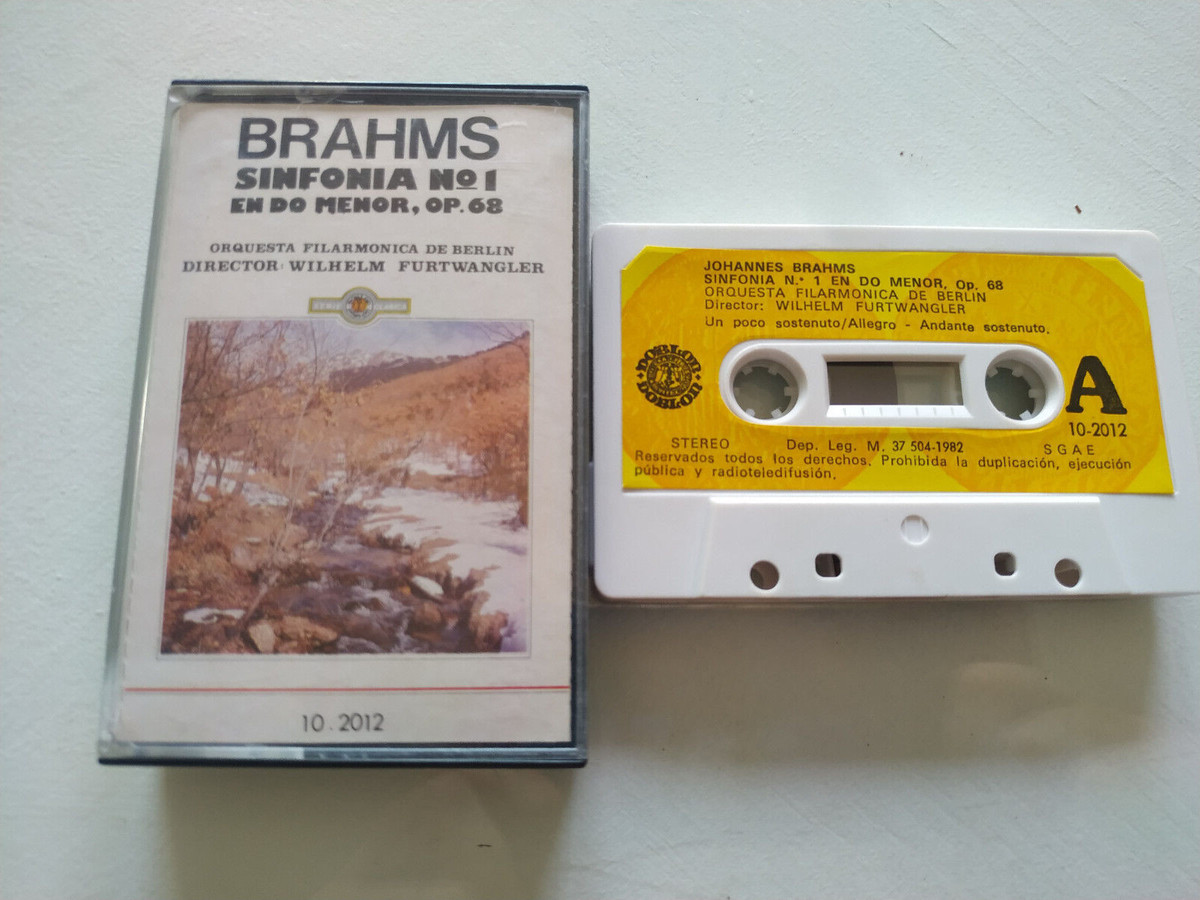 BRAHMS
SINFONIA Nº 1
EN DO MENOR, OP. 68
ORQUESTA FILARMONICA DE BERLIN
DIRECTOR: WILHELM FURTWANGLER
10.2012
JOHANNES BRAHMS
SINFONIA N.º 1 EN DO MENOR, Op. 68
ORQUESTA FILARMONICA DE BERLIN
Director: WILHELM FURTWANGLER
Un poco sostenuto/Allegro - Andante sostenuto.
DOBLON
DOBLON
A
10-2012
STEREO Dep. Leg. M. 37 504-1982 SGAE
Reservados todos los derechos. Prohibida la duplicación, ejecución
pública y radioteledifusión.